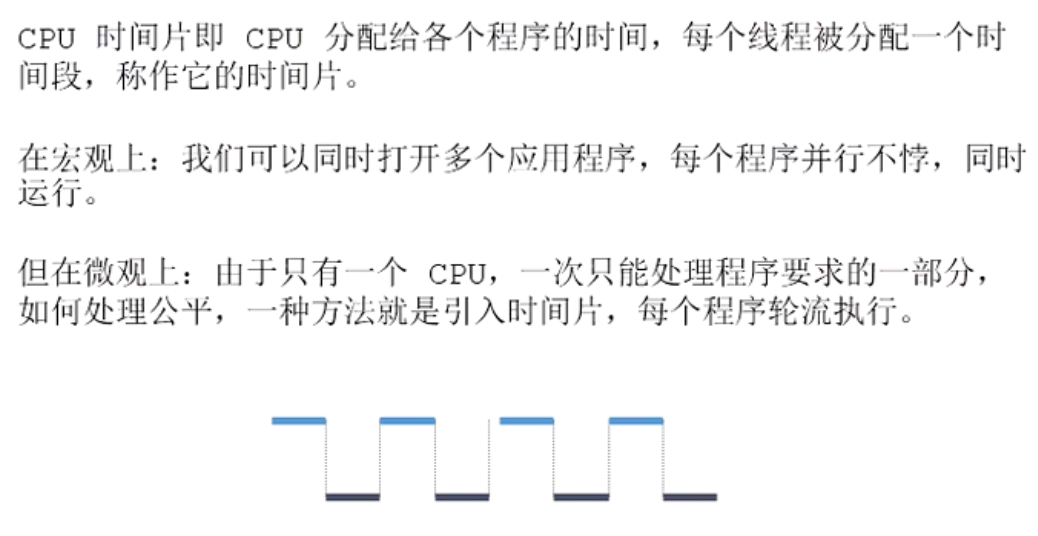 CPU 时间片即 CPU 分配给各个程序的时间，每个线程被分配一个时
间段，称作它的时间片。
在宏观上：我们可以同时打开多个应用程序，每个程序并行不悖，同时
运行。
但在微观上：由于只有一个 CPU，一次只能处理程序要求的一部分，
如何处理公平，一种方法就是引入时间片，每个程序轮流执行。